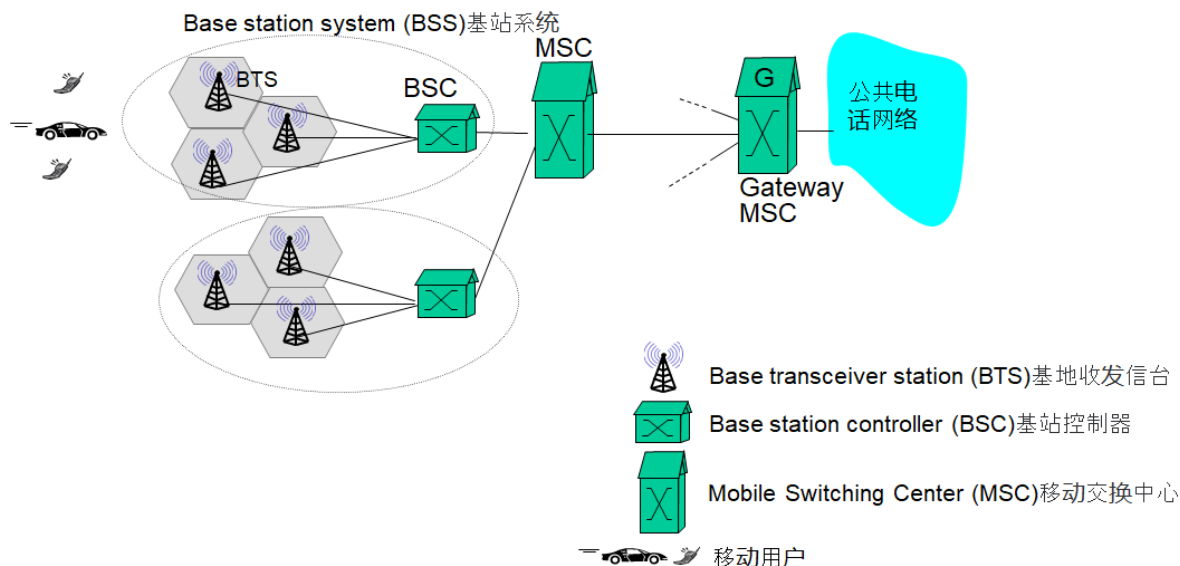 Base station system (BSS)基站系统
MSC
BTS
BSC
G
公共电
话网络
Gateway
MSC
Base transceiver station (BTS)基地收发信台
Base station controller (BSC)基站控制器
Mobile Switching Center (MSC)移动交换中心
移动用户